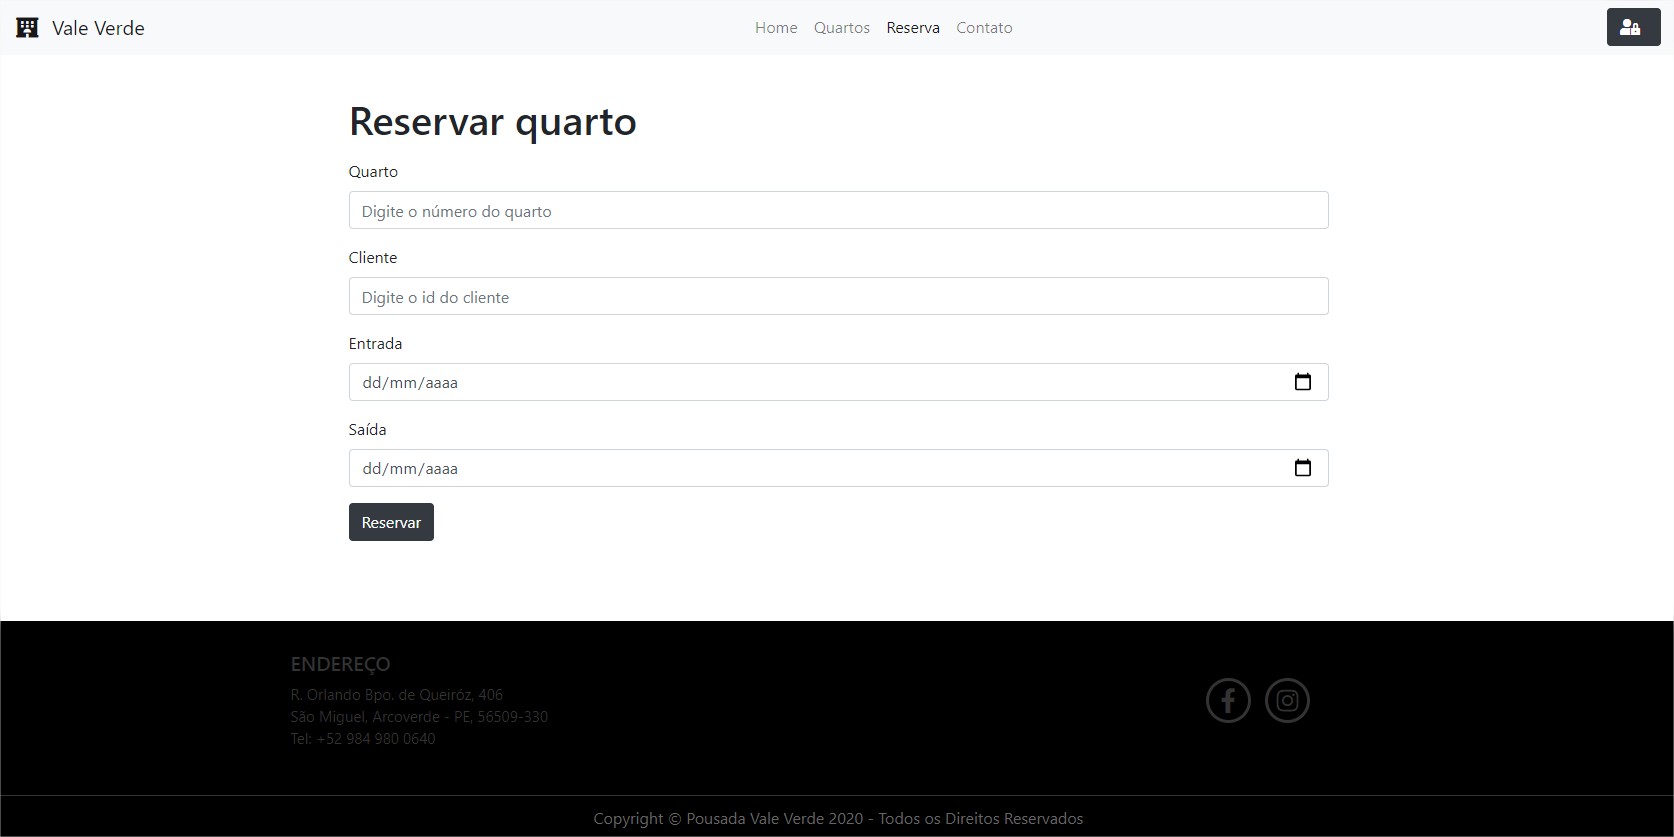 Vale Verde
Home Quartos Reserva Contato
Reservar quarto
Quarto
Digite o número do quarto
Cliente
Digite o id do cliente
Entrada
dd/mm/aaaa
Saída
dd/mm/aaaa
Reservar
ENDEREÇO
R. Orlando Bpo. de Queiróz, 406
São Miguel, Arcoverde - PE, 56509-330
Tel: +52 984 980 0640
Copyright © Pousada Vale Verde 2020 - Todos os Direitos Reservados